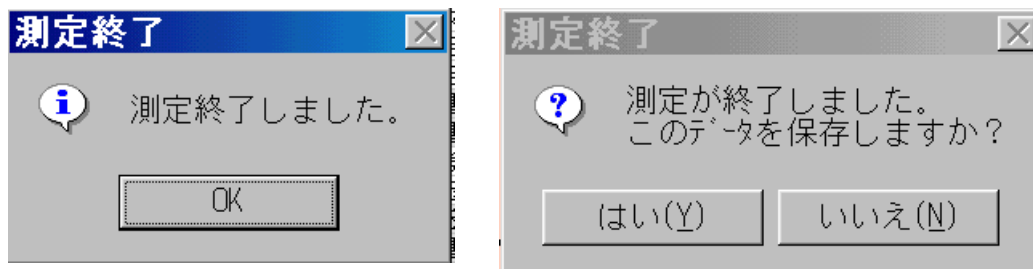 測定終了
測定終了しました。
OK
測定終了
測定が終了しました。
このﾃﾞｰﾀを保存しますか？
はい(Y)
いいえ(N)